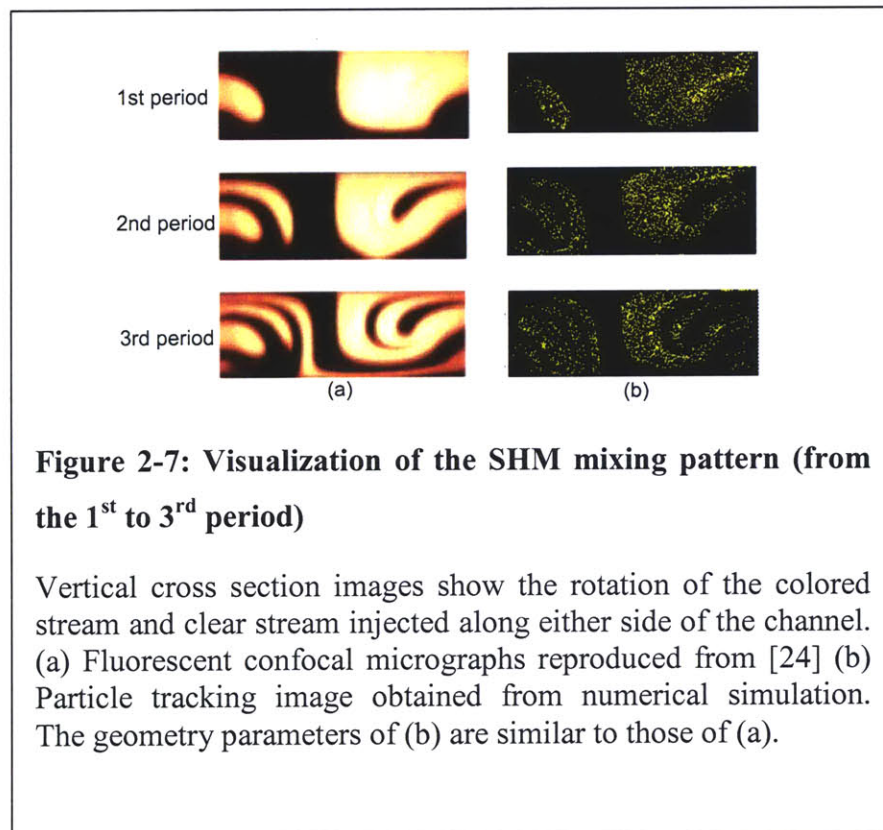 1st period
2nd period
3rd period
(a)
(b)
Figure 2-7: Visualization of the SHM mixing pattern (from
the 1st to 3rd period)
Vertical cross section images show the rotation of the colored
stream and clear stream injected along either side of the channel.
(a) Fluorescent confocal micrographs reproduced from [24] (b)
Particle tracking image obtained from numerical simulation.
The geometry parameters of (b) are similar to those of (a).